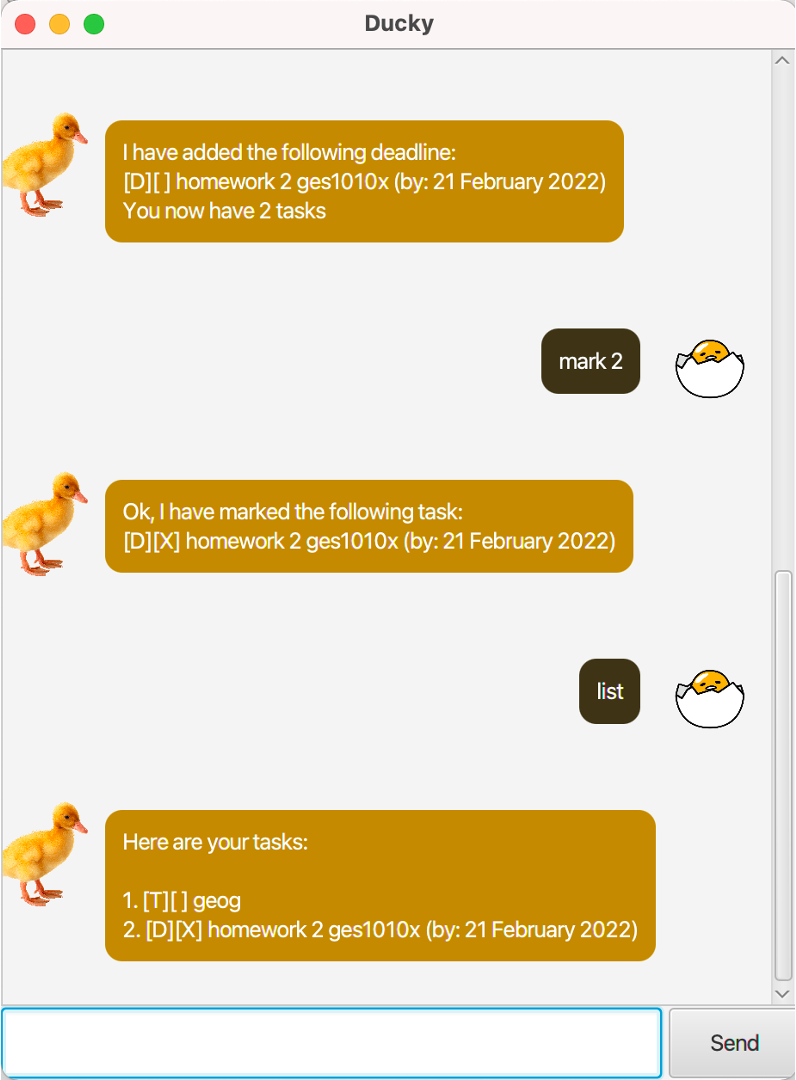 Ducky
I have added the following deadline:
[D][ ] homework 2 ges1010x (by: 21 February 2022)
You now have 2 tasks
mark 2
Ok, I have marked the following task:
[D][X] homework 2 ges1010x (by: 21 February 2022)
list
Here are your tasks:
1. [T][ ] geog
2. [D][X] homework 2 ges1010x (by: 21 February 2022)
Send